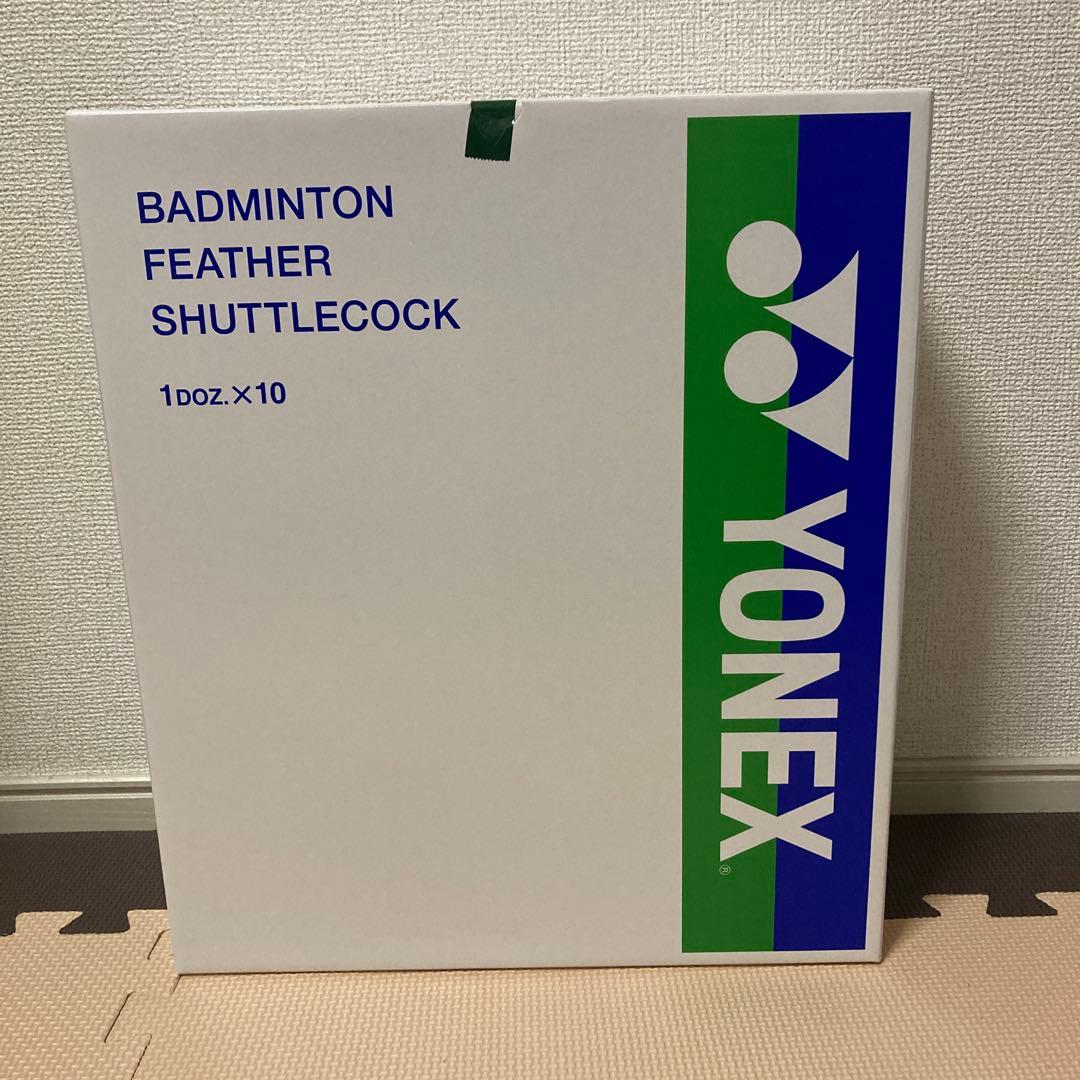 BADMINTON
FEATHER
SHUTTLECOCK
1DOZ.×10
YONEX®